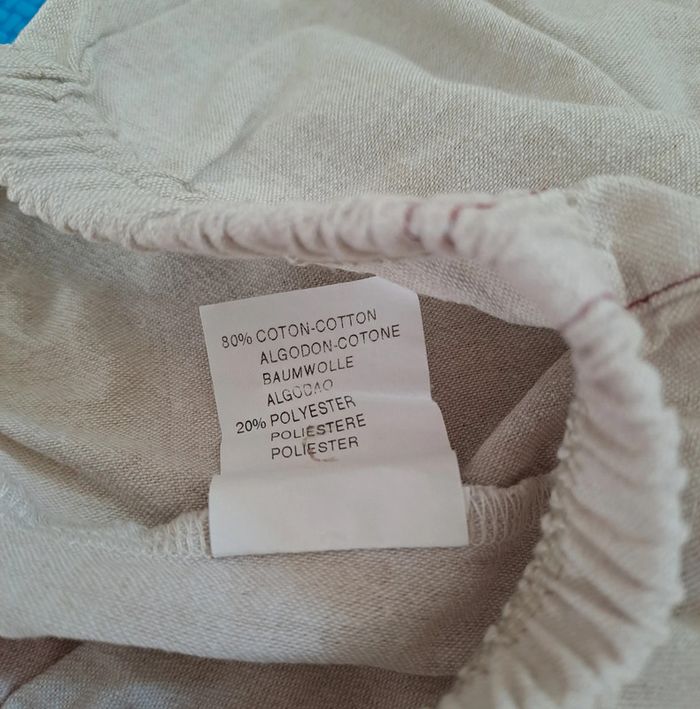 80% COTON-COTTON
ALGODON-COTONE
BAUMWOLLE
ALGODAO
20% POLYESTER
POLIESTERE
POLIESTER